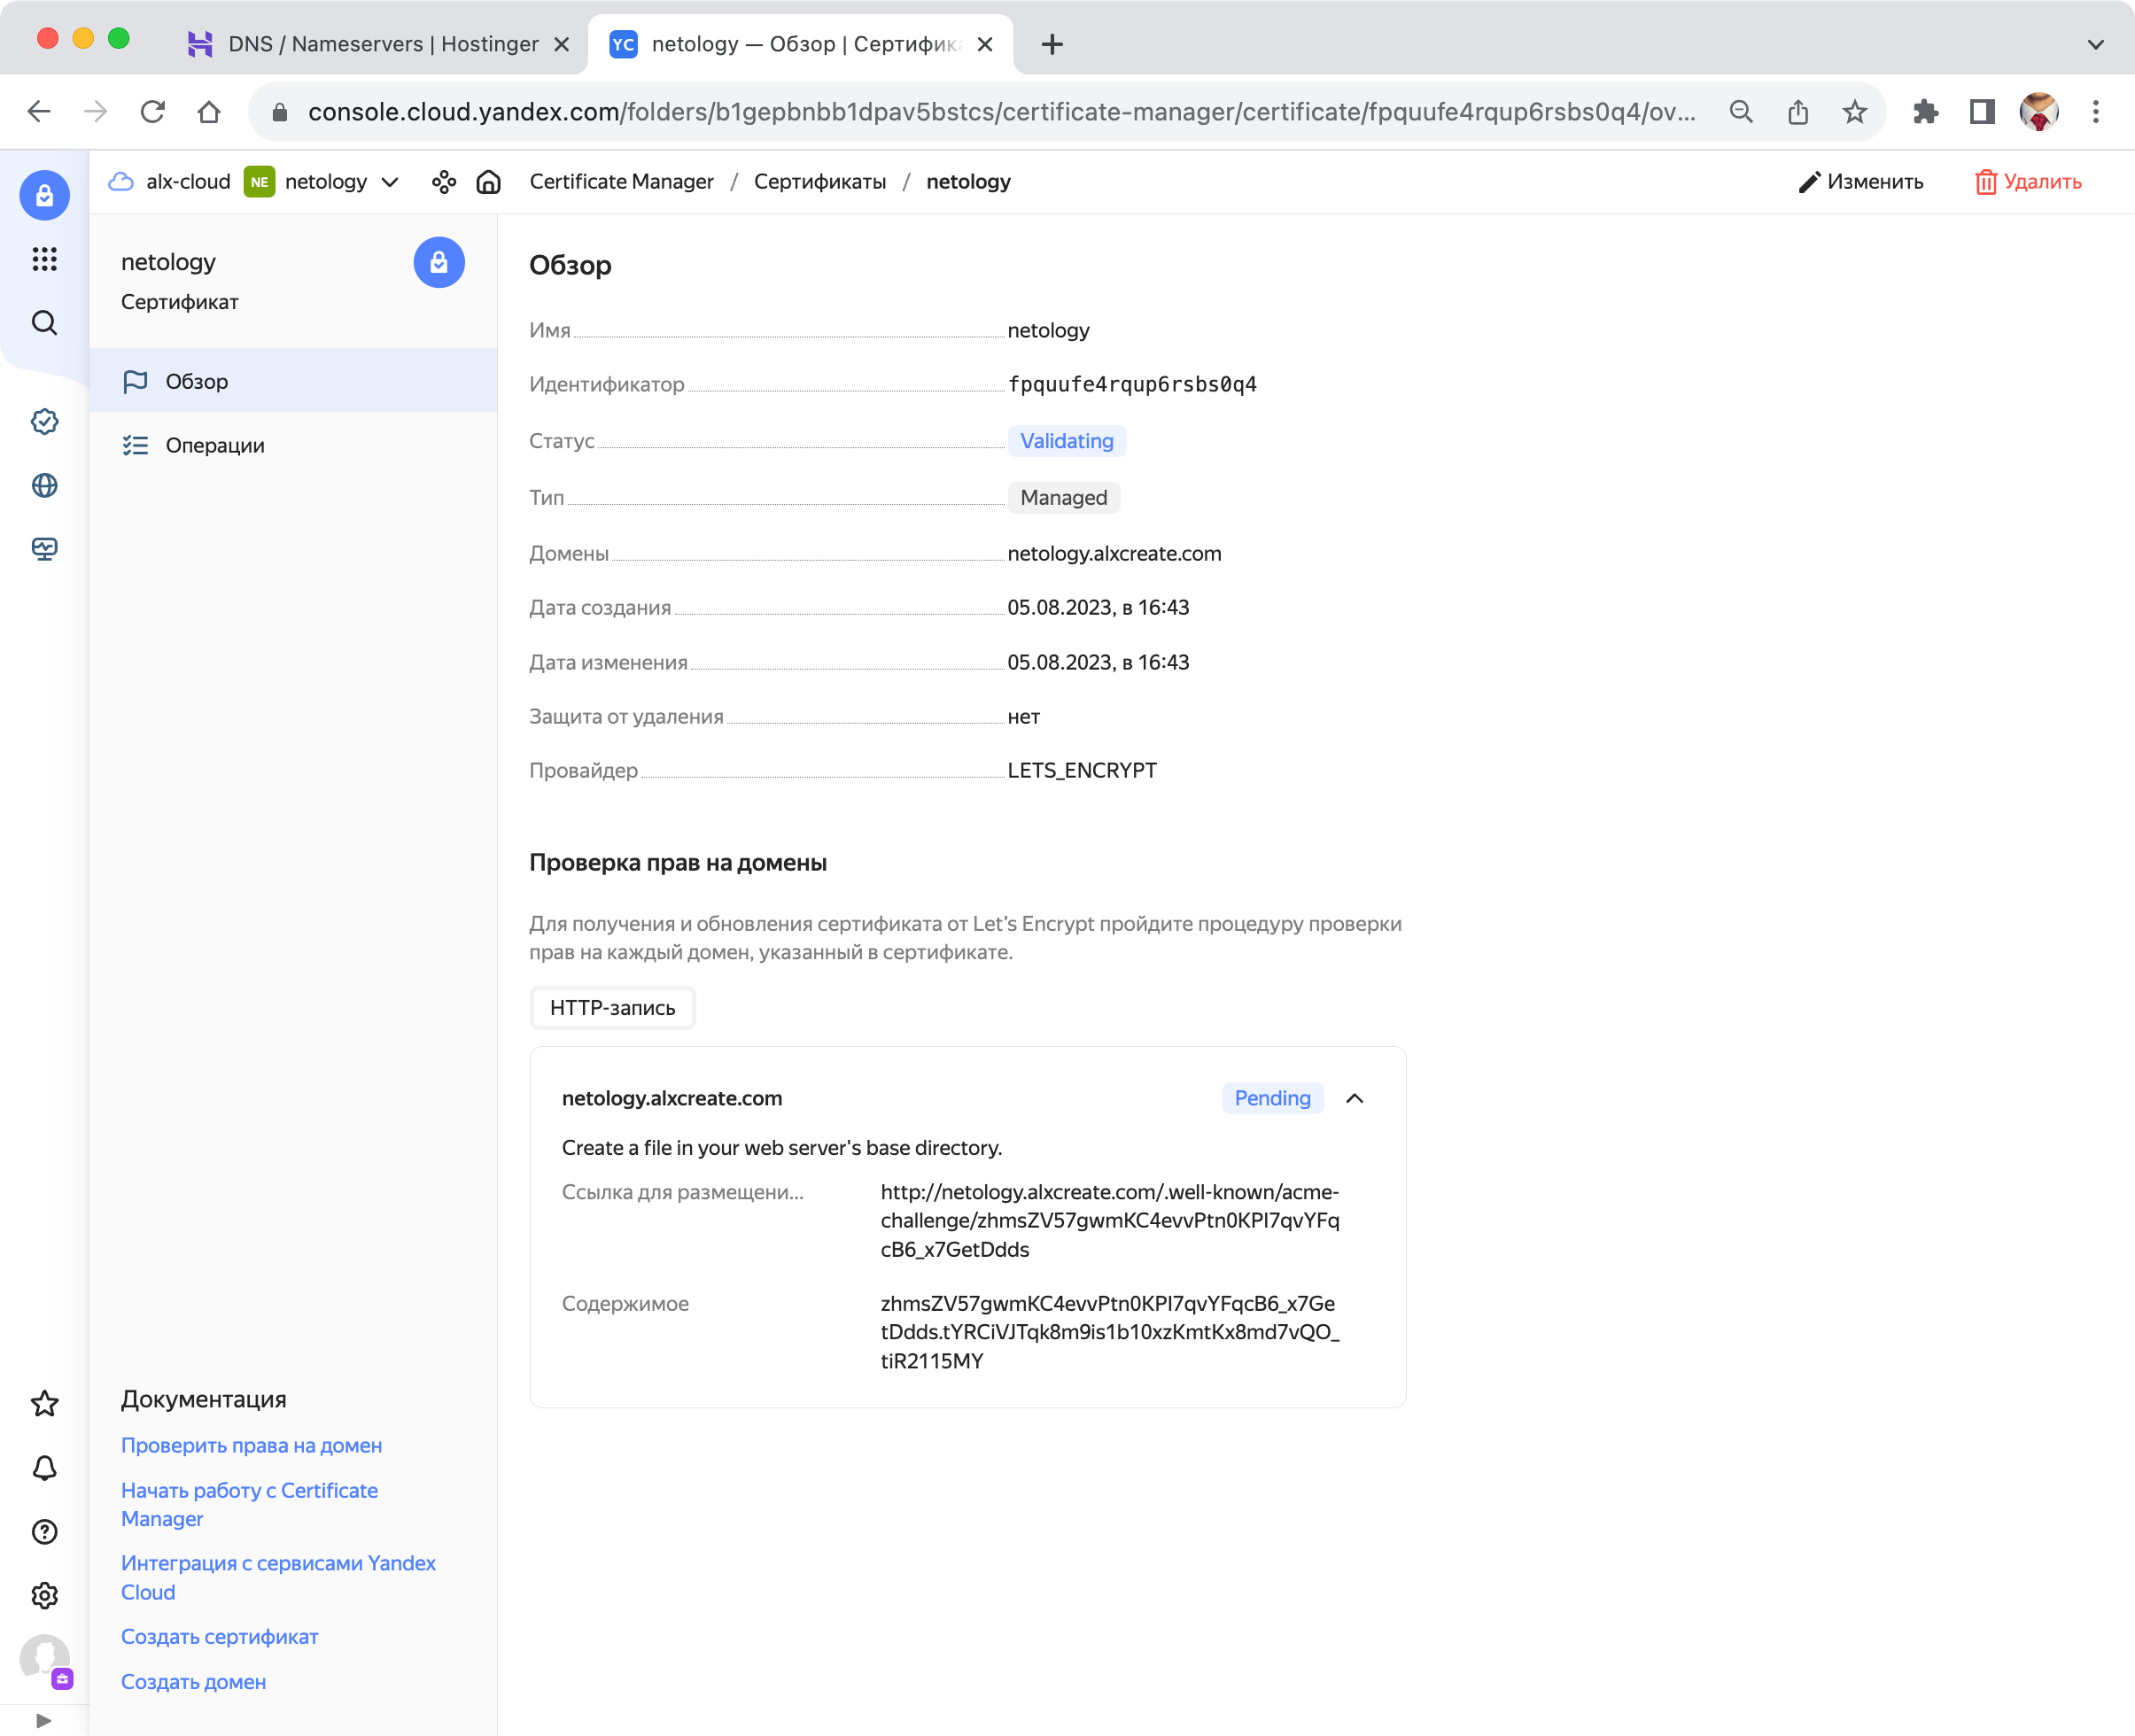 DNS / Nameservers | Hostinger
YC
netology — Обзор | Сертифик
console.cloud.yandex.com/folders/b1gepbnbb1dpav5bstcs/certificate-manager/certificate/fpquufe4rqup6rsbs0q4/ov...
alx-cloud
NE
netology
Certificate Manager / Сертификаты / netology
Изменить
Удалить
netology
Сертификат
Обзор
Операции
Обзор
Имя netology
Идентификатор fpquufe4rqup6rsbs0q4
Статус Validating
Тип Managed
Домены netology.alxcreate.com
Дата создания 05.08.2023, в 16:43
Дата изменения 05.08.2023, в 16:43
Защита от удаления нет
Провайдер LETS_ENCRYPT
Проверка прав на домены
Для получения и обновления сертификата от Let’s Encrypt пройдите процедуру проверки
прав на каждый домен, указанный в сертификате.
HTTP-запись
netology.alxcreate.com Pending
Create a file in your web server's base directory.
Ссылка для размещени... http://netology.alxcreate.com/.well-known/acme-
challenge/zhmsZV57gwmKC4evvPtn0KPI7qvYFq
cB6_x7GetDdds
Содержимое zhmsZV57gwmKC4evvPtn0KPI7qvYFqcB6_x7Ge
tDdds.tYRCiVJTqk8m9is1b10xzKmtKx8md7vQO_
tiR2115MY
Документация
Проверить права на домен
Начать работу с Certificate
Manager
Интеграция с сервисами Yandex
Cloud
Создать сертификат
Создать домен